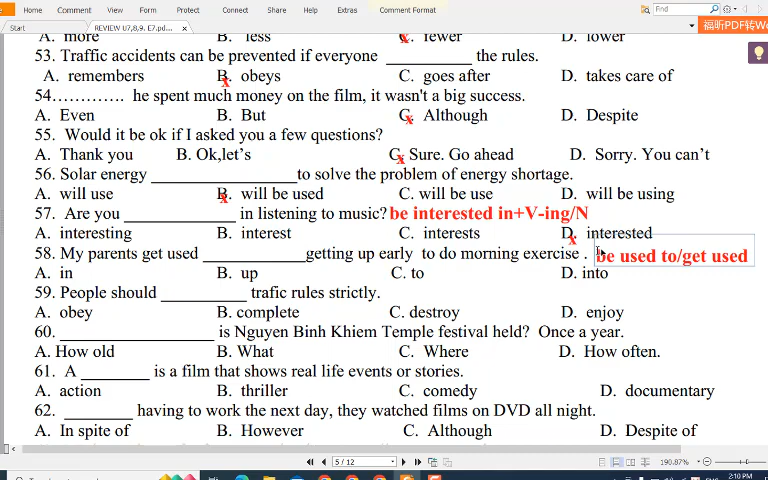 File Home Comment View Form Protect Connect Share Help Extras Comment Format Find
Start REVIEW U7,8,9. E7.pd...
A. more B. less C. fewer D. lower
x
53. Traffic accidents can be prevented if everyone __________ the rules.
A. remembers B. obeys C. goes after D. takes care of
x
54…………. he spent much money on the film, it wasn't a big success.
A. Even B. But C. Although D. Despite
x
55. Would it be ok if I asked you a few questions?
A. Thank you B. Ok,let's C. Sure. Go ahead D. Sorry. You can't
x
56. Solar energy _________________to solve the problem of energy shortage.
A. will use B. will be used C. will be use D. will be using
x
57. Are you _____________ in listening to music? be interested in+V-ing/N
A. interesting B. interest C. interests D. interested
x
58. My parents get used ____________getting up early to do morning exercise . be used to/get used
A. in B. up C. to D. into
59. People should __________ trafic rules strictly.
A. obey B. complete C. destroy D. enjoy
60. __________________ is Nguyen Binh Khiem Temple festival held? Once a year.
A. How old B. What C. Where D. How often.
61. A ________ is a film that shows real life events or stories.
A. action B. thriller C. comedy D. documentary
62. ________ having to work the next day, they watched films on DVD all night.
A. In spite of B. However C. Although D. Despite of
5 / 12 190.87%
2:10 PM